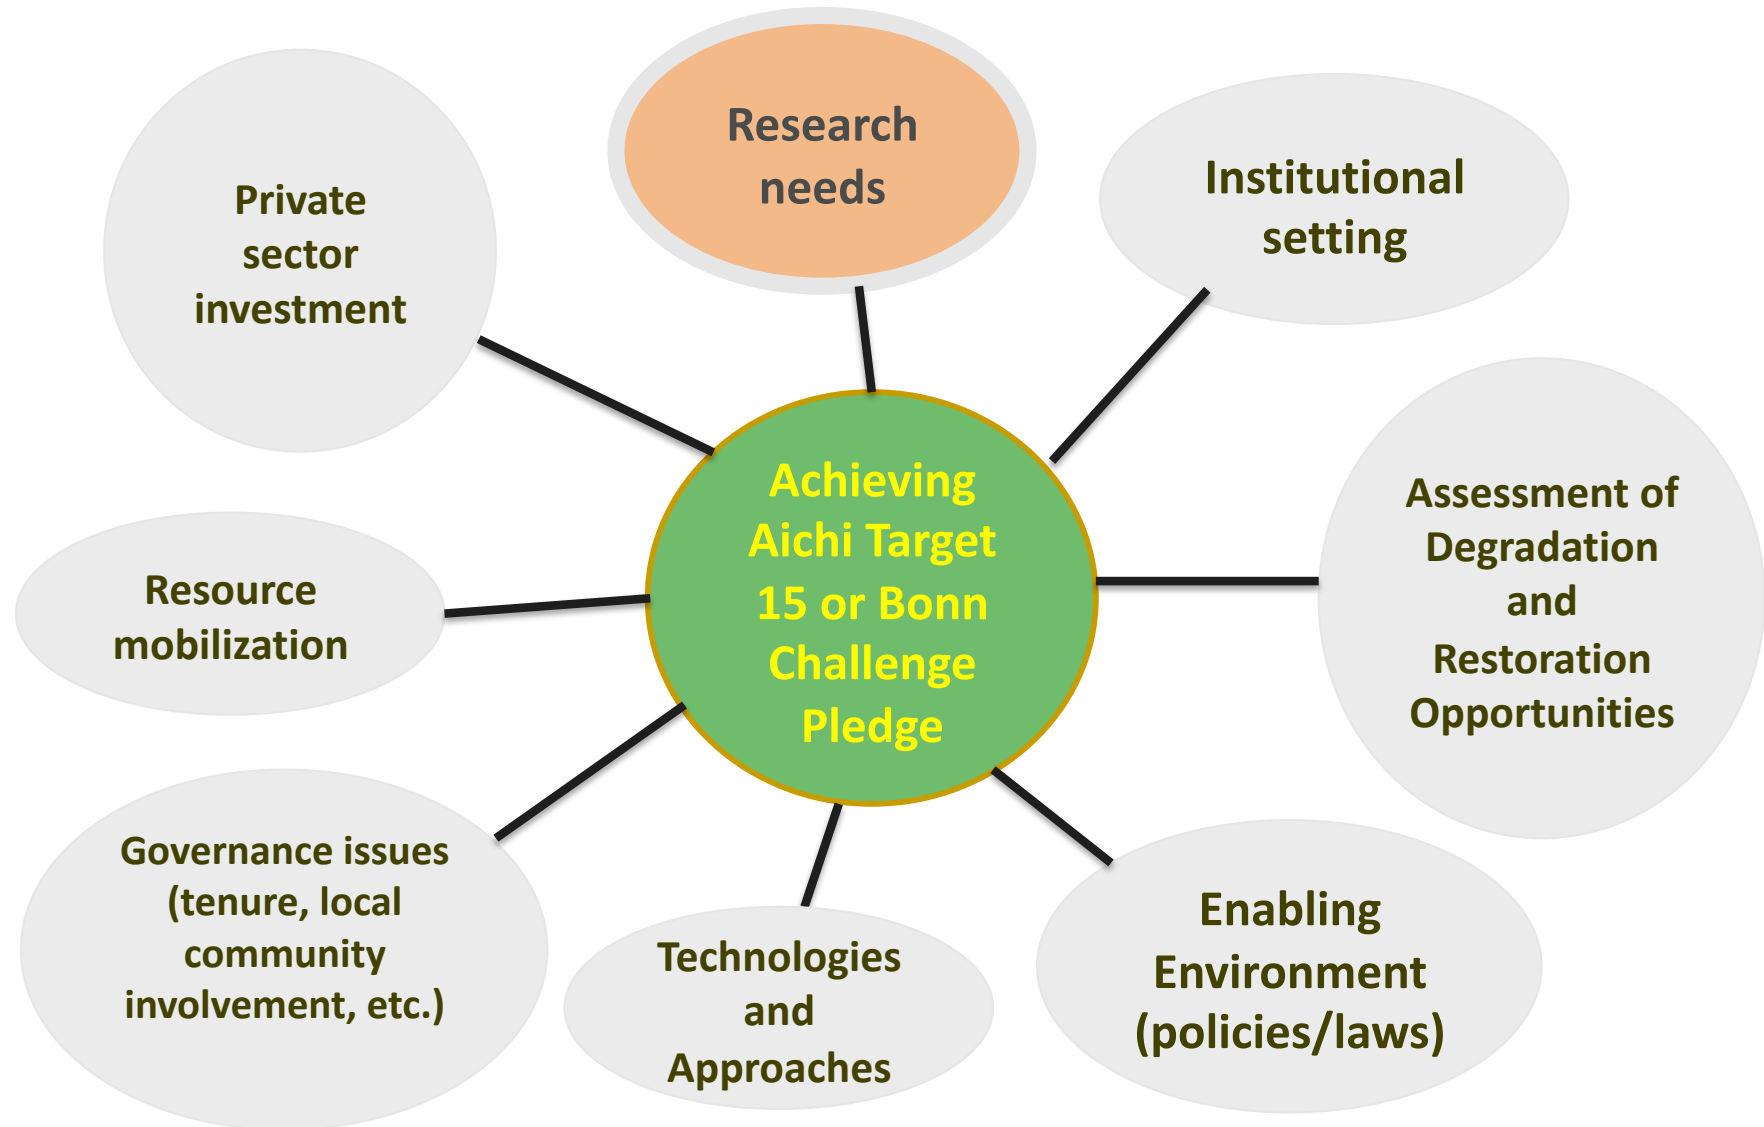 Research
needs
Institutional
setting
Private
sector
investment
Assessment of
Degradation
and
Restoration
Opportunities
Achieving
Aichi Target
15 or Bonn
Challenge
Pledge
Resource
mobilization
Governance issues
(tenure, local
community
involvement, etc.)
Technologies
and
Approaches
Enabling
Environment
(policies/laws)